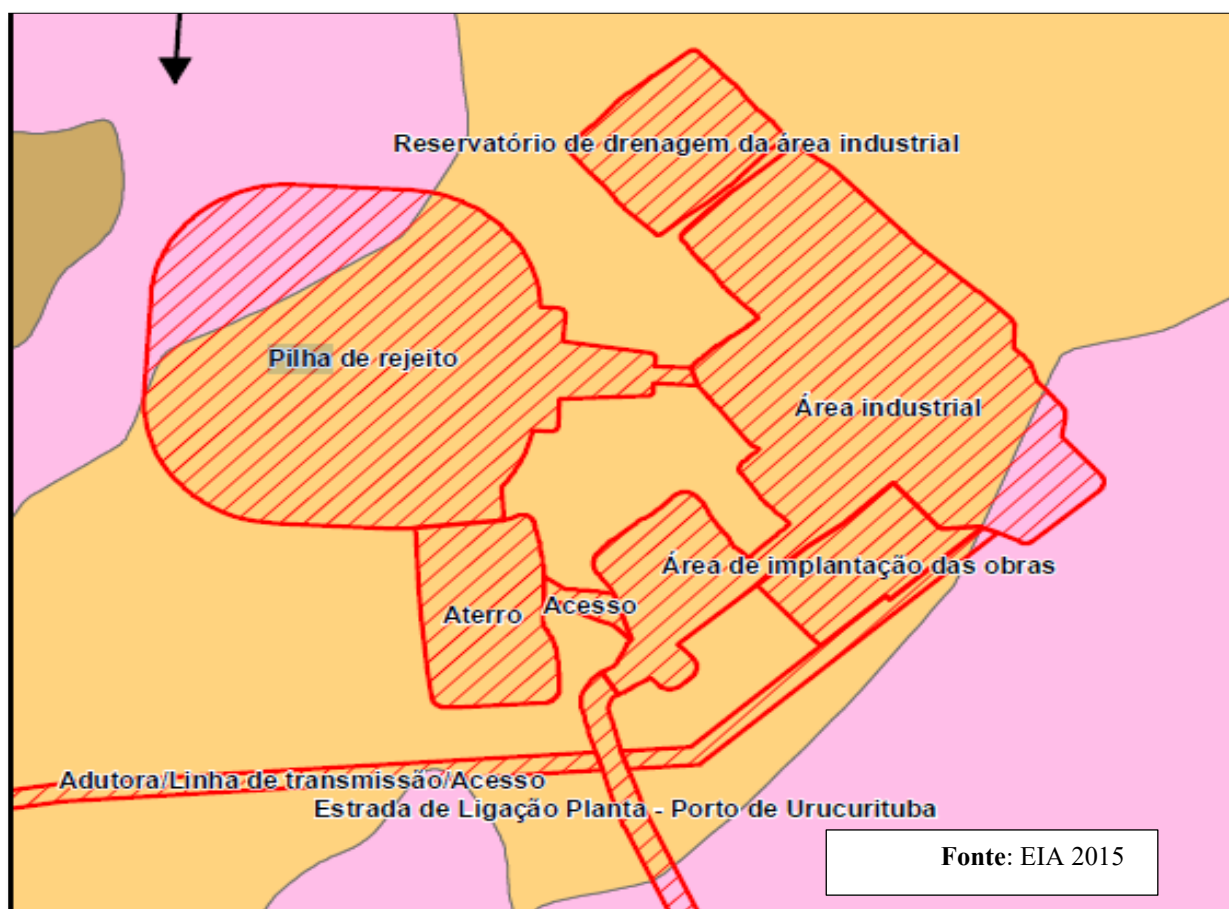 Reservatório de drenagem da área industrial
Pilha de rejeito
Área industrial
Área de implantação das obras
Acesso
Aterro
Adutora/Linha de transmissão/Acesso
Estrada de Ligação Planta - Porto de Urucurituba
Fonte: EIA 2015